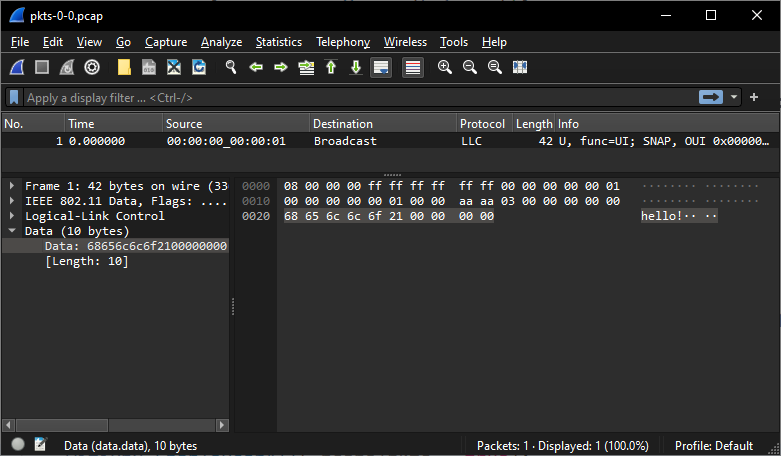 pkts-0-0.pcap
File Edit View Go Capture Analyze Statistics Telephony Wireless Tools Help
Apply a display filter ... <Ctrl-/>
No. Time Source Destination Protocol Length Info
1 0.000000 00:00:00_00:00:01 Broadcast LLC 42 U, func=UI; SNAP, OUI 0x00000…
Frame 1: 42 bytes on wire (33
IEEE 802.11 Data, Flags: ....
Logical-Link Control
Data (10 bytes)
Data: 68656c6c6f2100000000
[Length: 10]
0000 08 00 00 00 ff ff ff ff ff ff 00 00 00 00 00 01 ········ ········
0010 00 00 00 00 00 01 00 00 aa aa 03 00 00 00 00 00 ········ ········
0020 68 65 6c 6c 6f 21 00 00 00 00 hello!·· ··
Data (data.data), 10 bytes
Packets: 1 · Displayed: 1 (100.0%)
Profile: Default